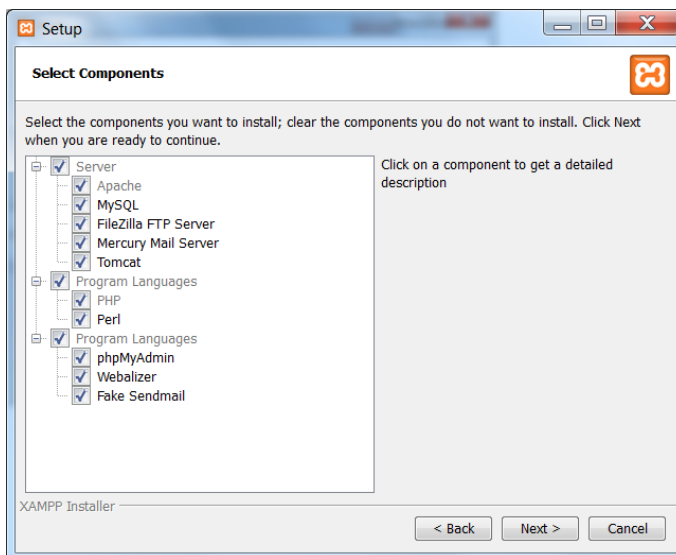 Setup
Select Components
Select the components you want to install; clear the components you do not want to install. Click Next
when you are ready to continue.
Server
Apache
MySQL
FileZilla FTP Server
Mercury Mail Server
Tomcat
Program Languages
PHP
Perl
Program Languages
phpMyAdmin
Webalizer
Fake Sendmail
Click on a component to get a detailed
description
XAMPP Installer
< Back
Next >
Cancel